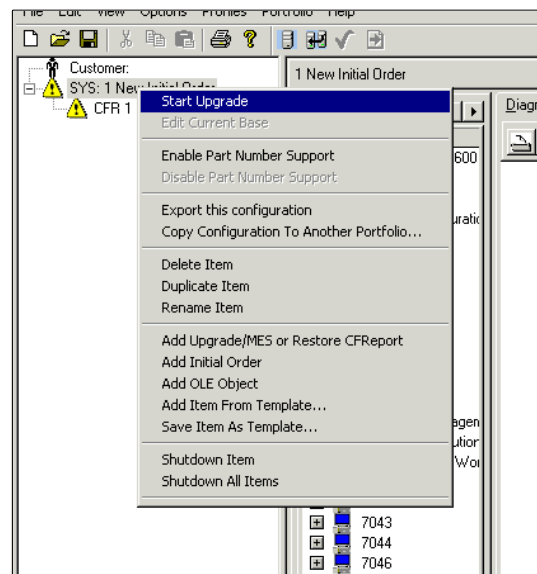 File Edit View Options Profiles Portfolio Help
Customer:
SYS: 1 New Initial Order
CFR 1
1 New Initial Order
Start Upgrade
Edit Current Base
Enable Part Number Support
Disable Part Number Support
Export this configuration
Copy Configuration To Another Portfolio...
Delete Item
Duplicate Item
Rename Item
Add Upgrade/MES or Restore CFReport
Add Initial Order
Add OLE Object
Add Item From Template...
Save Item As Template...
Shutdown Item
Shutdown All Items
Diagr
600
uratic
agen
ution
Wor
7043
7044
7046